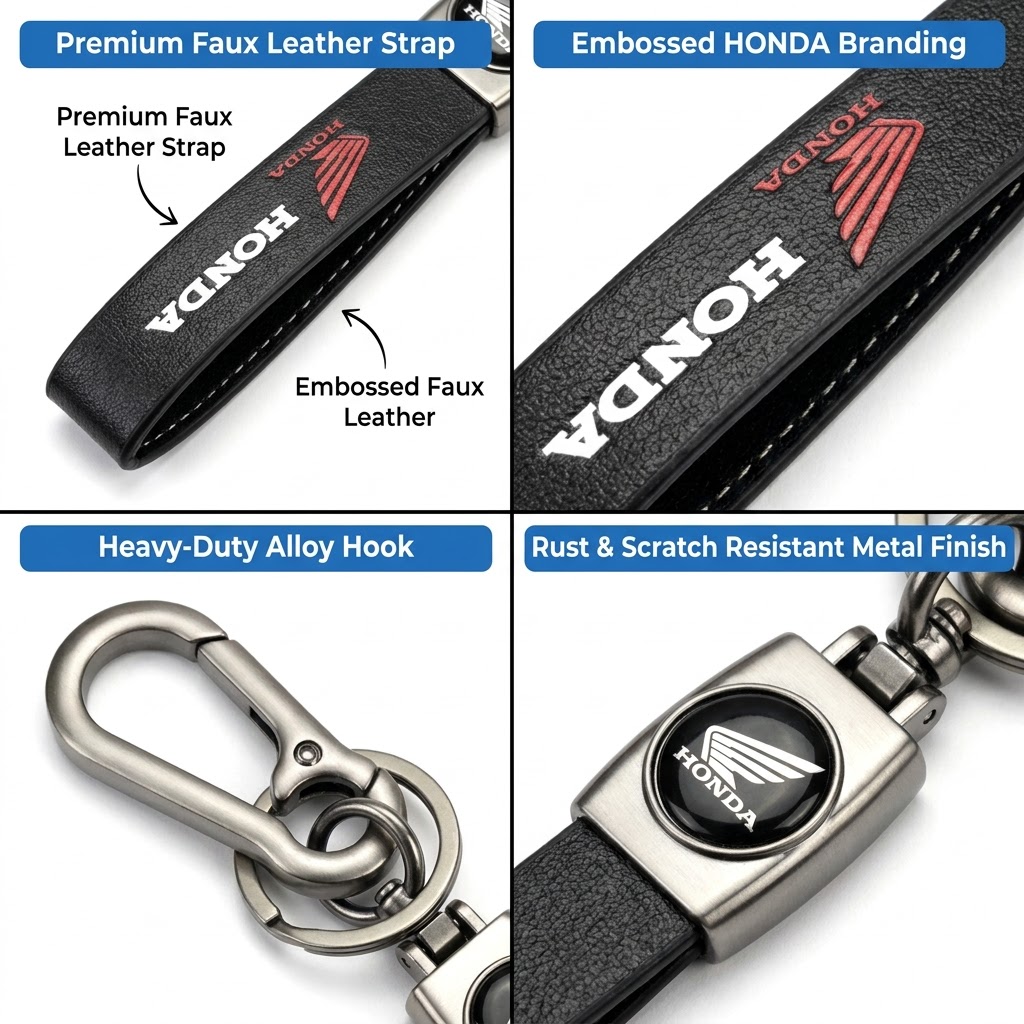 Premium Faux Leather Strap
Premium Faux
Leather Strap
HONDA
HONDA
Embossed Faux
Leather
Embossed HONDA Branding
HONDA
HONDA
Heavy-Duty Alloy Hook
Rust & Scratch Resistant Metal Finish
HONDA